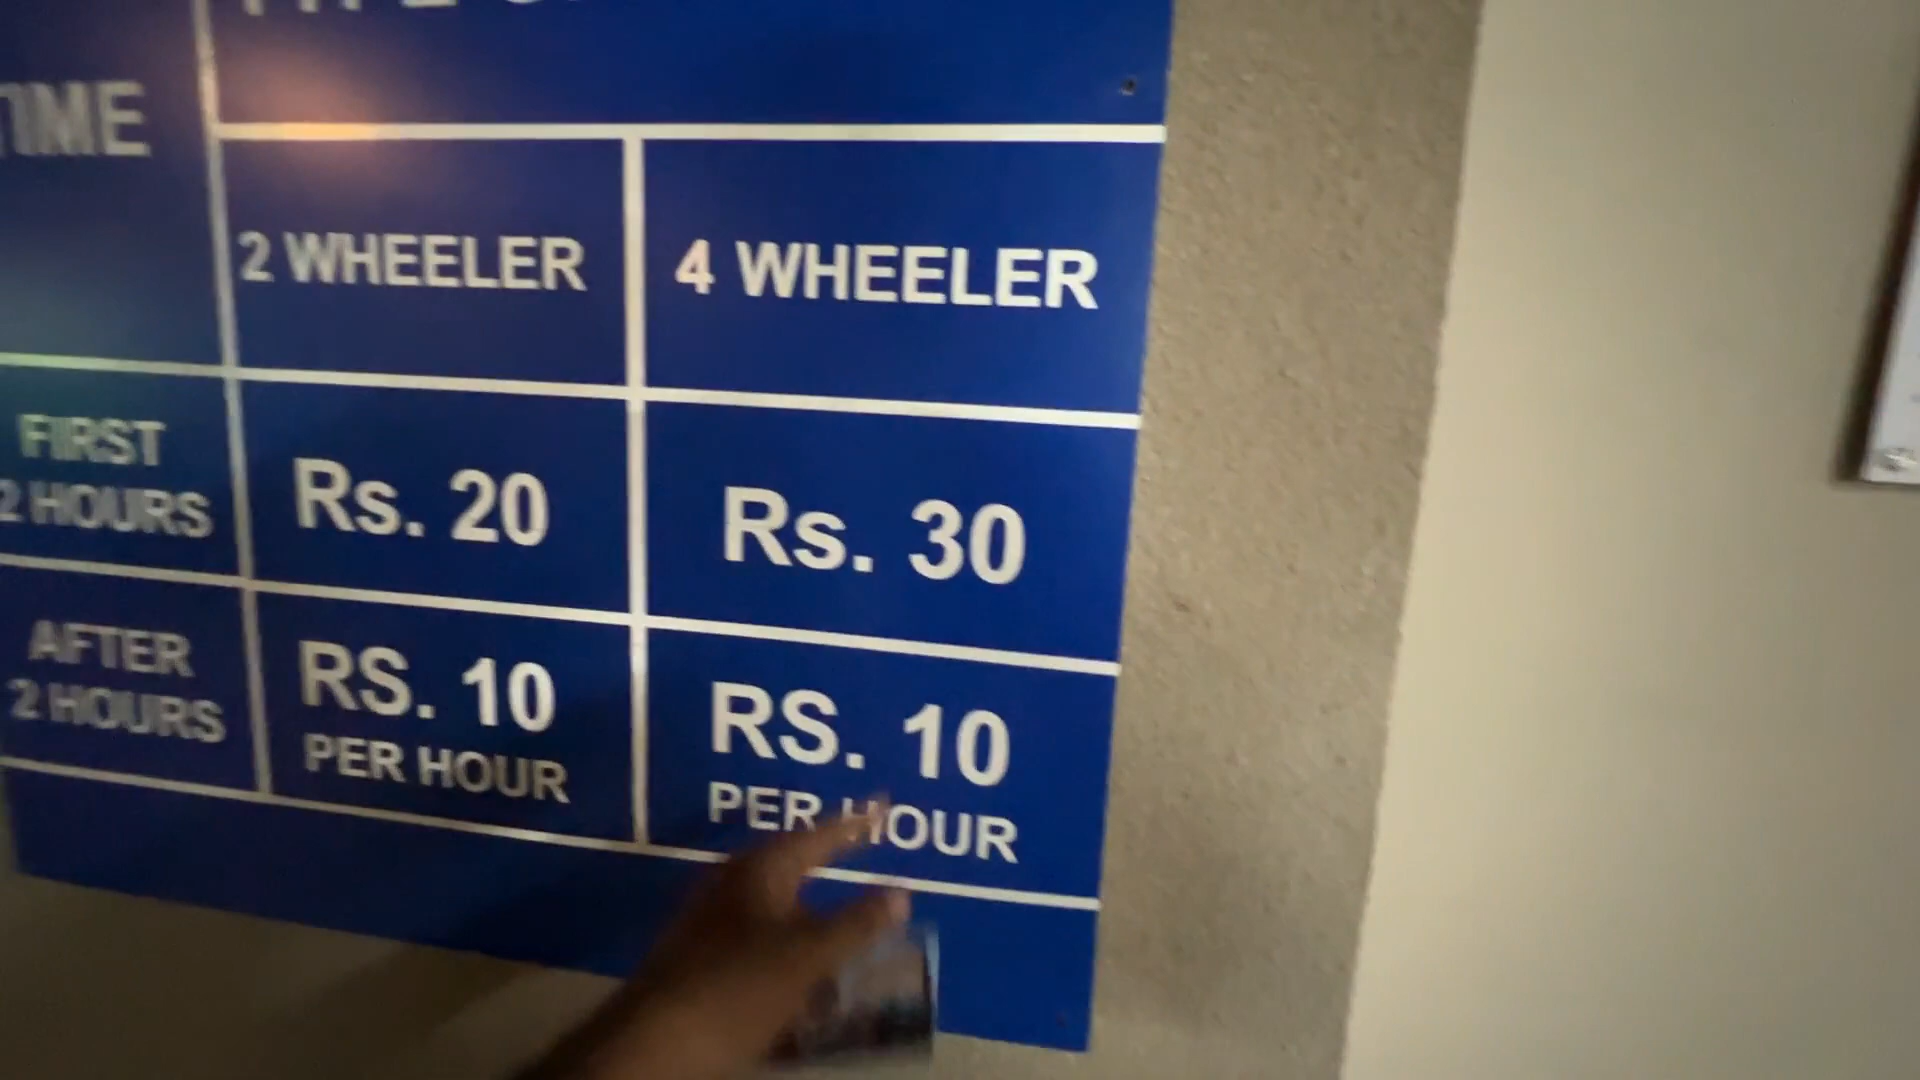 TIME
2 WHEELER
4 WHEELER
FIRST
2 HOURS
Rs. 20
Rs. 30
AFTER
2 HOURS
RS. 10
PER HOUR
RS. 10
PER HOUR